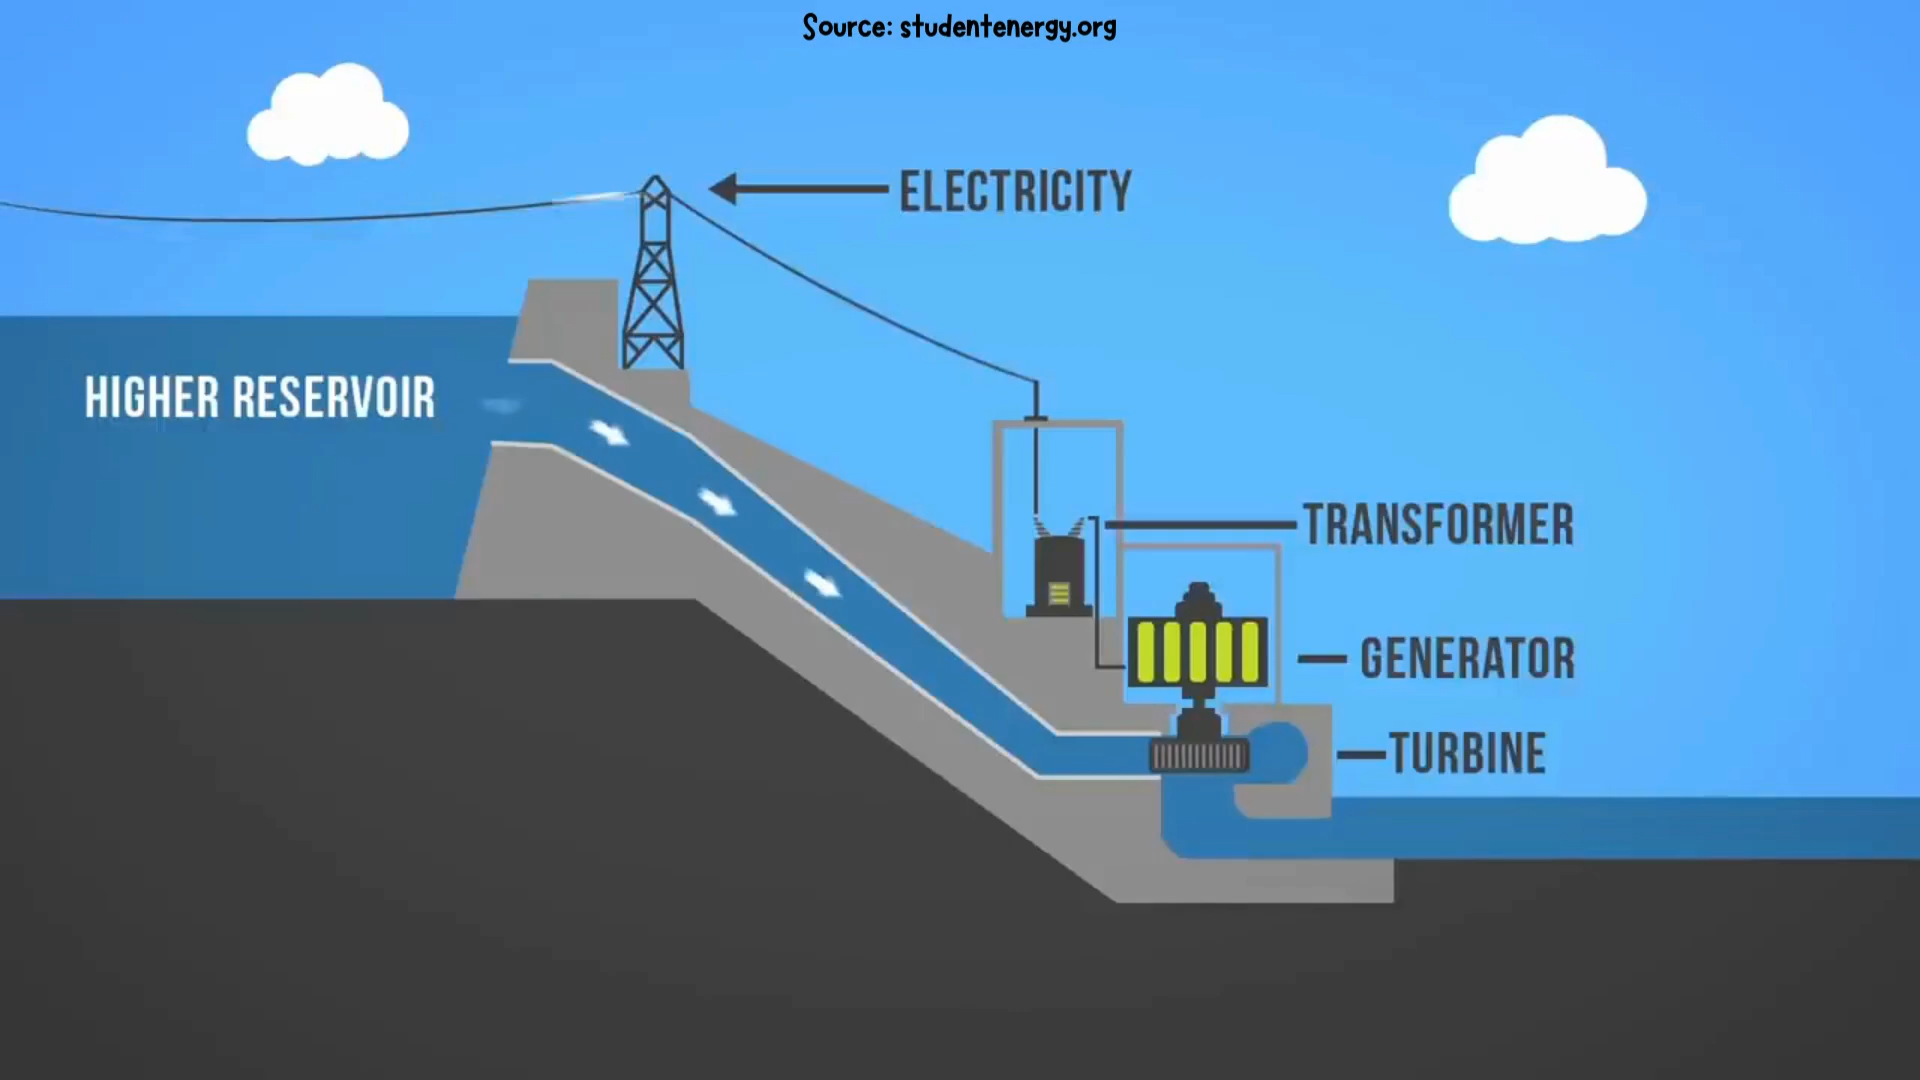 Source: studentenergy.org
ELECTRICITY
HIGHER RESERVOIR
TRANSFORMER
GENERATOR
TURBINE